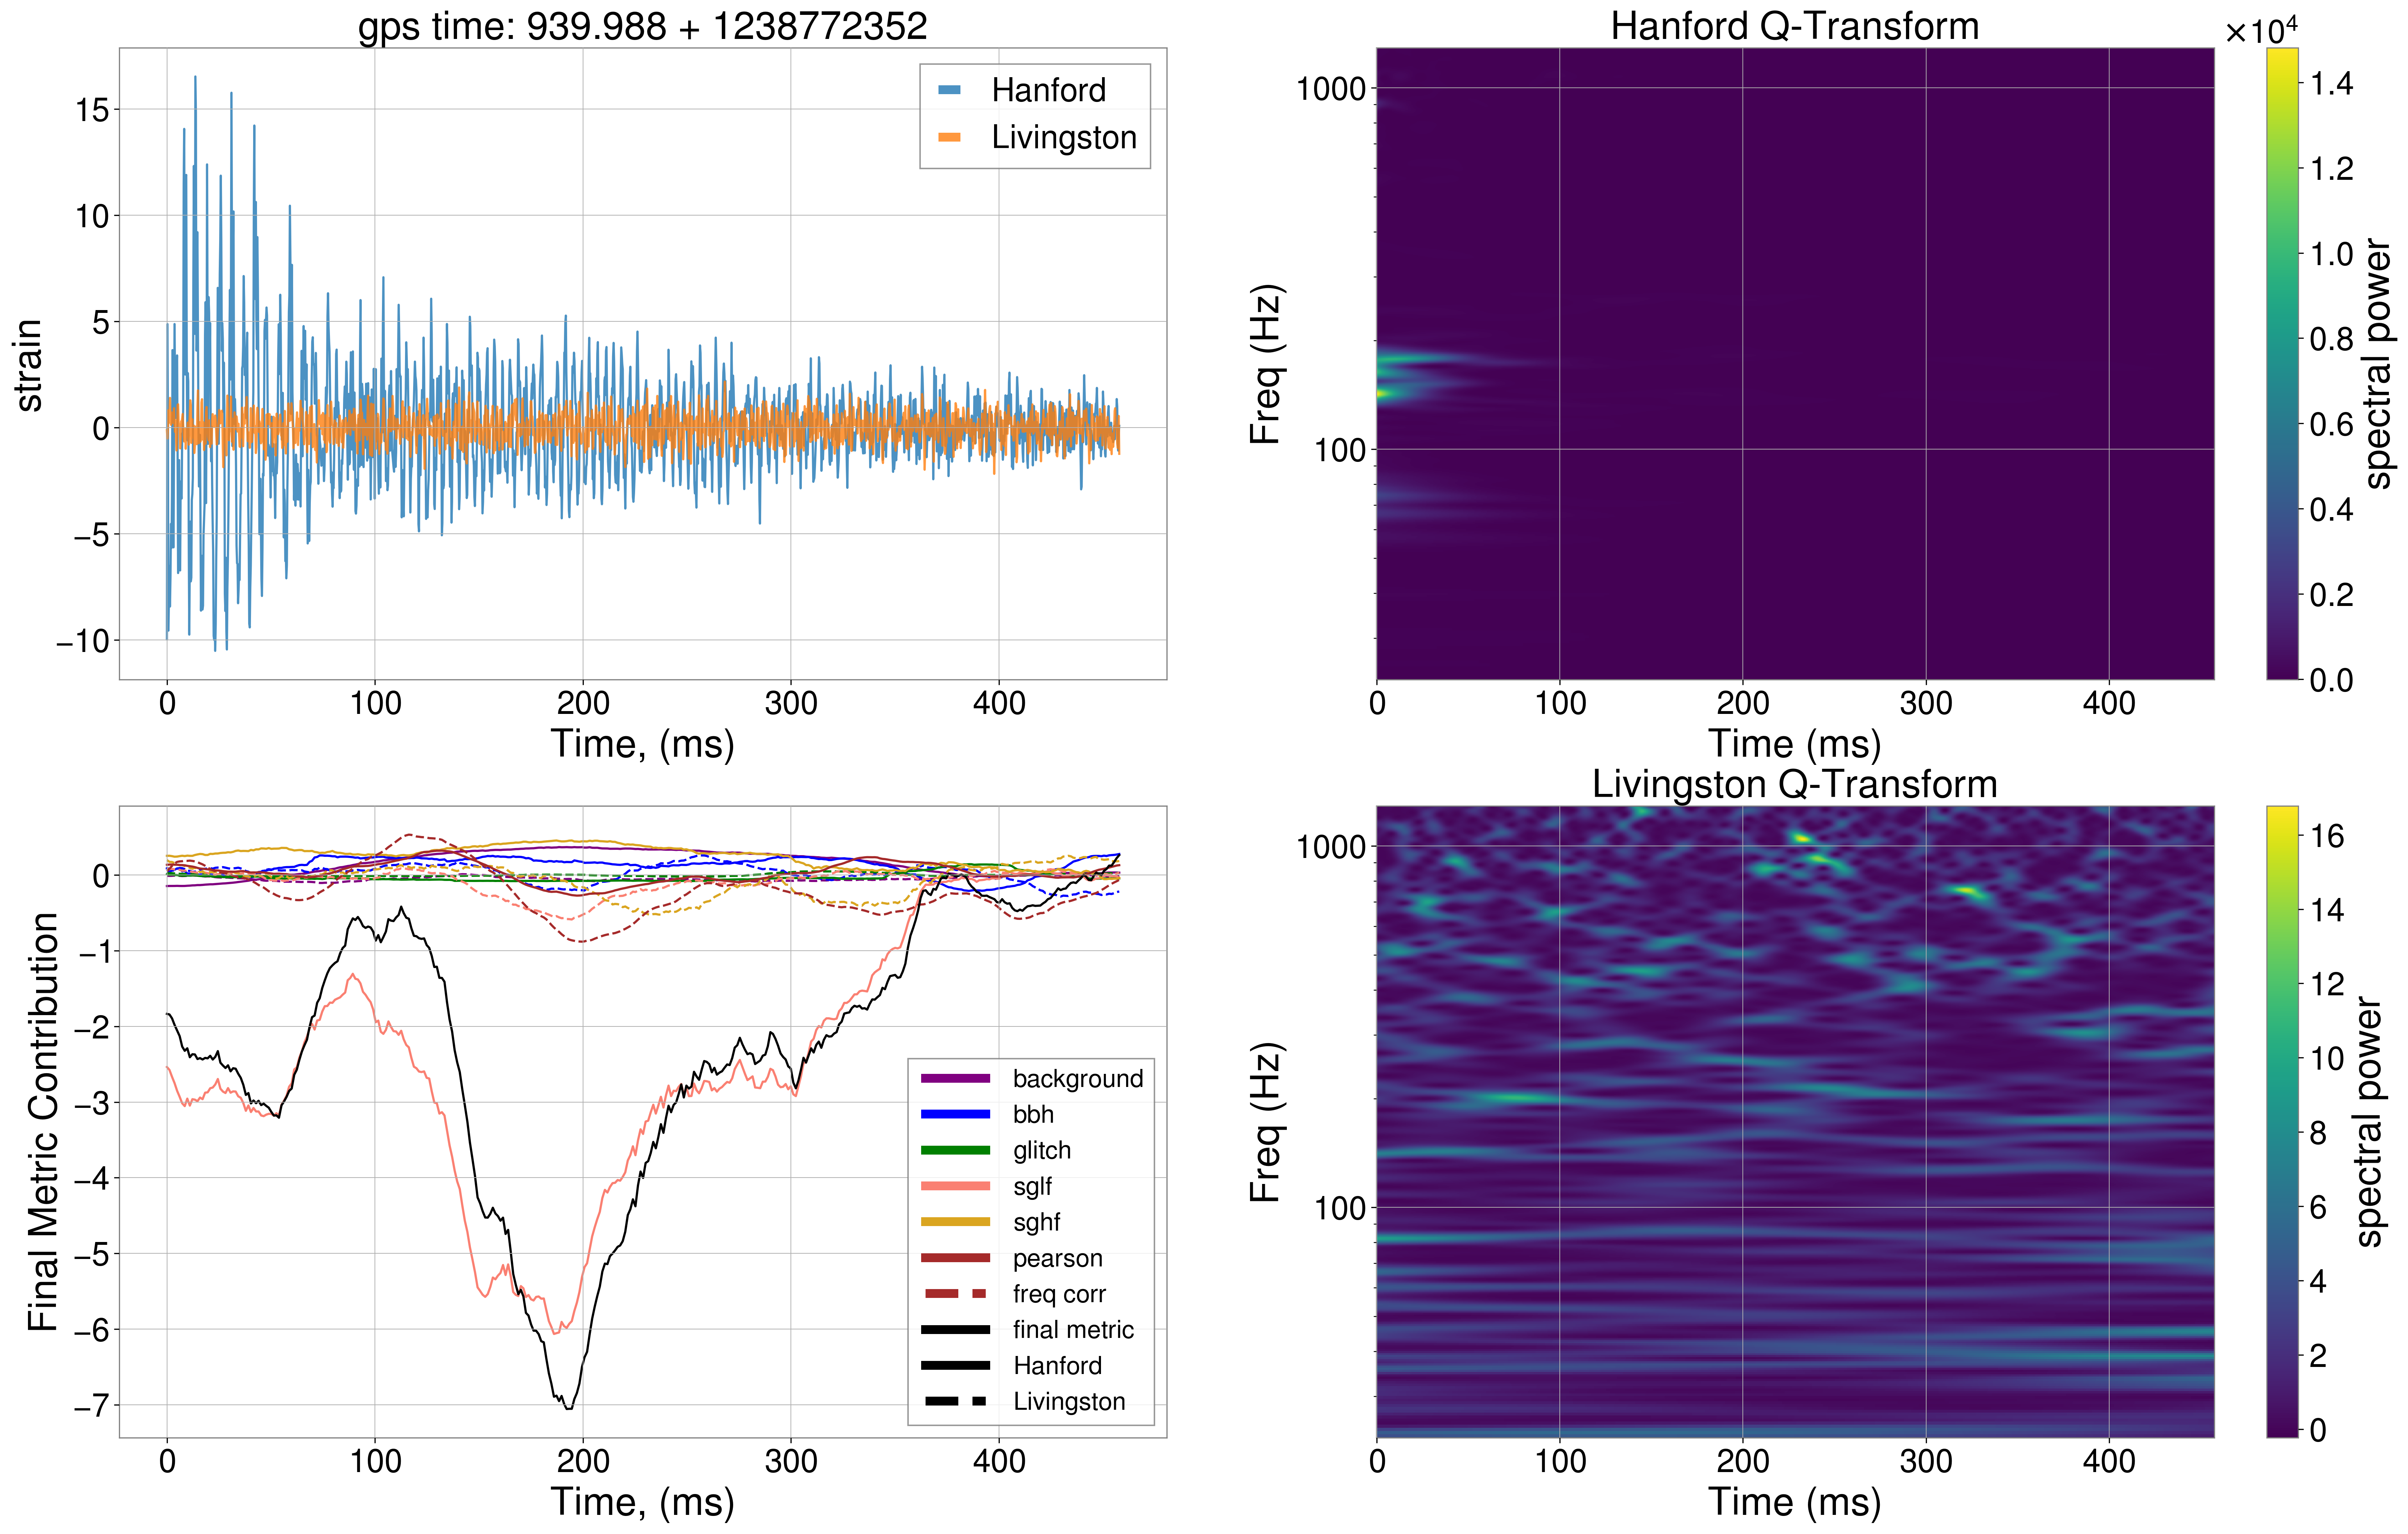 gps time: 939.988 + 1238772352
strain
15
10
5
0
−5
−10
Hanford
Livingston
0 100 200 300 400
Time, (ms)
Hanford Q-Transform
×10⁴
Freq (Hz)
1000
100
0 100 200 300 400
Time (ms)
1.4
1.2
1.0
0.8
0.6
0.4
0.2
0.0
spectral power
Final Metric Contribution
0
−1
−2
−3
−4
−5
−6
−7
background
bbh
glitch
sglf
sghf
pearson
freq corr
final metric
Hanford
Livingston
0 100 200 300 400
Time, (ms)
Livingston Q-Transform
Freq (Hz)
1000
100
0 100 200 300 400
Time (ms)
16
14
12
10
8
6
4
2
0
spectral power